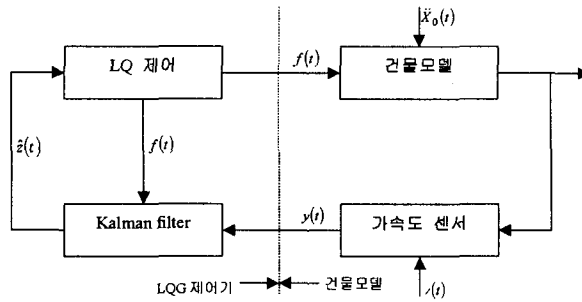 Ẍ₀(t)
LQ 제어
f(t)
건물모델
ẑ(t)
f(t)
Kalman filter
y(t)
가속도 센서
LQG 제어기
건물모델